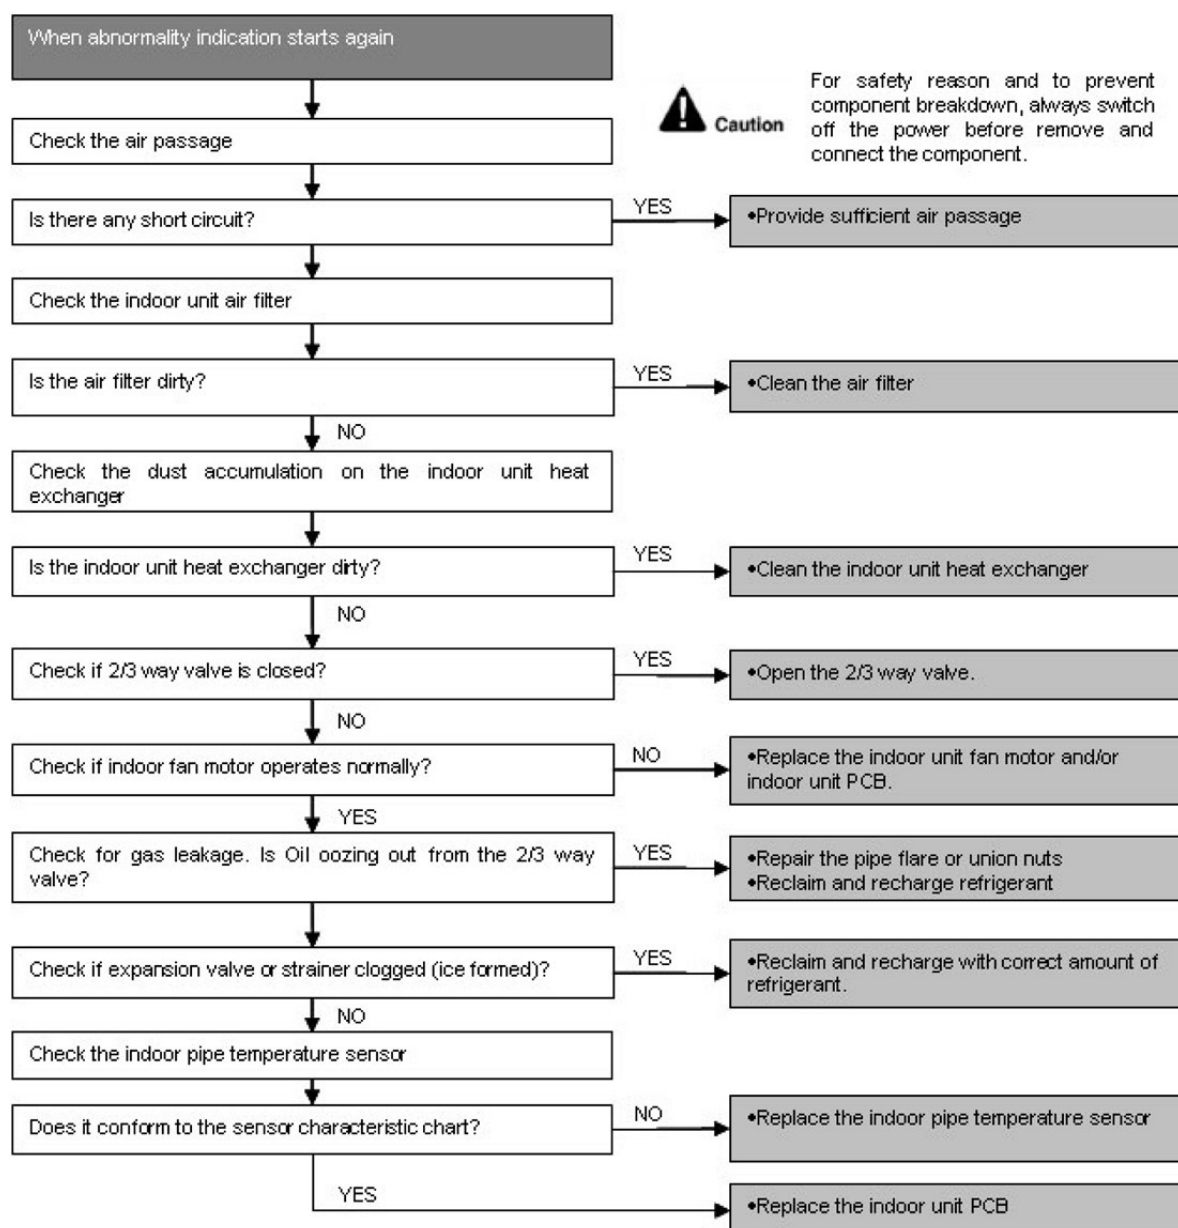 When abnormality indication starts again
For safety reason and to prevent
component breakdown, always switch
off the power before remove and
connect the component.
Caution
Check the air passage
Is there any short circuit?
YES
•Provide sufficient air passage
Check the indoor unit air filter
Is the air filter dirty?
YES
•Clean the air filter
NO
Check the dust accumulation on the indoor unit heat
exchanger
Is the indoor unit heat exchanger dirty?
YES
•Clean the indoor unit heat exchanger
NO
Check if 2/3 way valve is closed?
YES
•Open the 2/3 way valve.
NO
Check if indoor fan motor operates normally?
NO
•Replace the indoor unit fan motor and/or
indoor unit PCB.
YES
Check for gas leakage. Is Oil oozing out from the 2/3 way
valve?
YES
•Repair the pipe flare or union nuts
•Reclaim and recharge refrigerant
Check if expansion valve or strainer clogged (ice formed)?
YES
•Reclaim and recharge with correct amount of
refrigerant.
NO
Check the indoor pipe temperature sensor
Does it conform to the sensor characteristic chart?
NO
•Replace the indoor pipe temperature sensor
YES
•Replace the indoor unit PCB